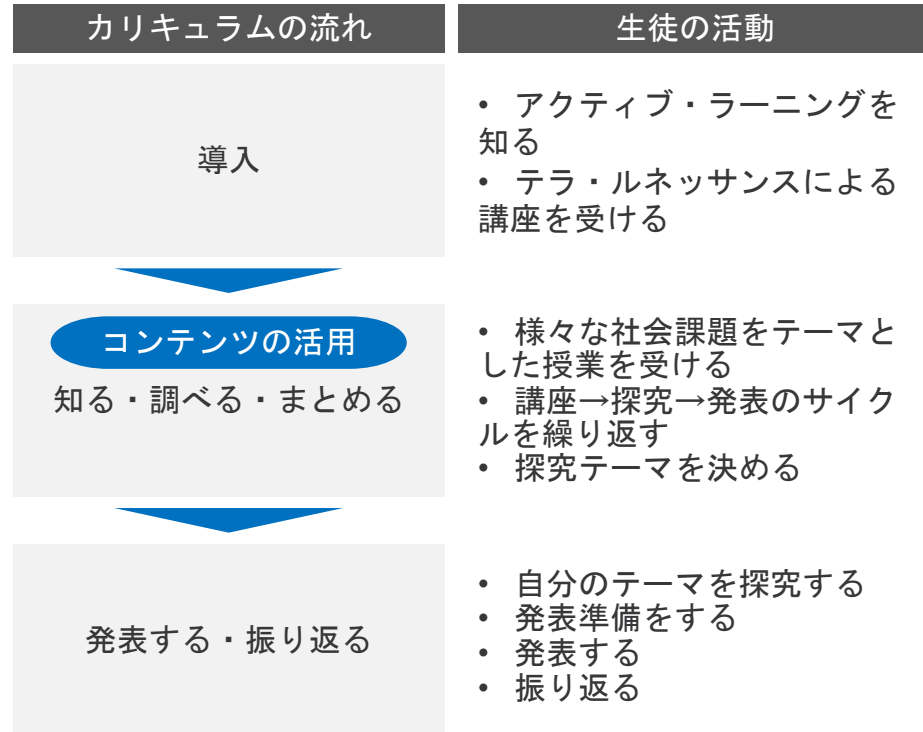 カリキュラムの流れ
生徒の活動
導入
• アクティブ・ラーニングを
知る
• テラ・ルネッサンスによる
講座を受ける
コンテンツの活用
知る・調べる・まとめる
• 様々な社会課題をテーマと
した授業を受ける
• 講座→探究→発表のサイク
ルを繰り返す
• 探究テーマを決める
発表する・振り返る
• 自分のテーマを探究する
• 発表準備をする
• 発表する
• 振り返る